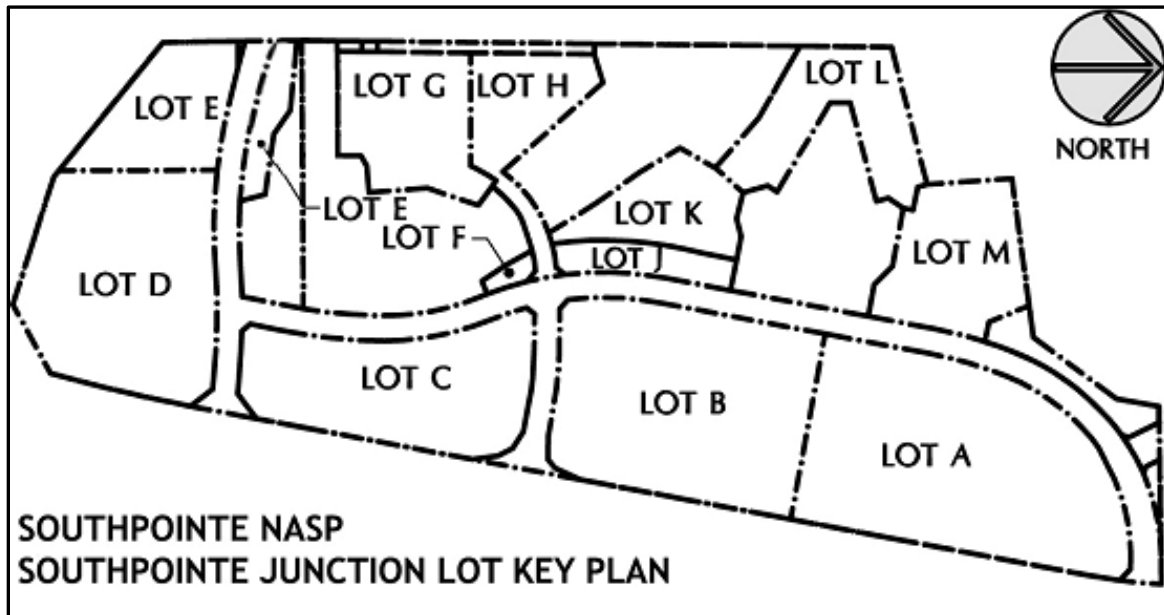 LOT L
LOT G
LOT H
LOT E
NORTH
LOT E
LOT K
LOT F
LOT J
LOT M
LOT D
LOT C
LOT B
LOT A
SOUTHPOINTE NASP
SOUTHPOINTE JUNCTION LOT KEY PLAN